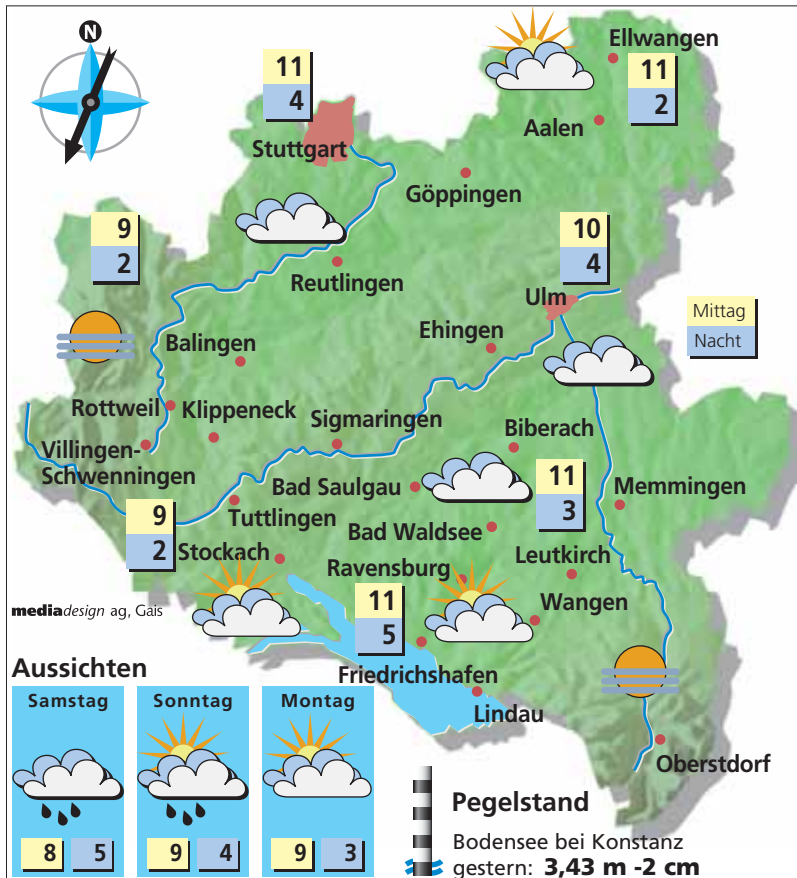 N
Ellwangen
11
2
Aalen
11
4
Stuttgart
Göppingen
9
2
Reutlingen
10
4
Ulm
Mittag
Nacht
Ehingen
Balingen
Rottweil
Klippeneck
Sigmaringen
Biberach
Villingen-
Schwenningen
Bad Saulgau
11
3
Memmingen
9
2
Tuttlingen
Bad Waldsee
Stockach
Ravensburg
Leutkirch
Wangen
mediadesign ag, Gais
11
5
Friedrichshafen
Lindau
Oberstdorf
Aussichten
Samstag
8 5
Sonntag
9 4
Montag
9 3
Pegelstand
Bodensee bei Konstanz
gestern: 3,43 m -2 cm